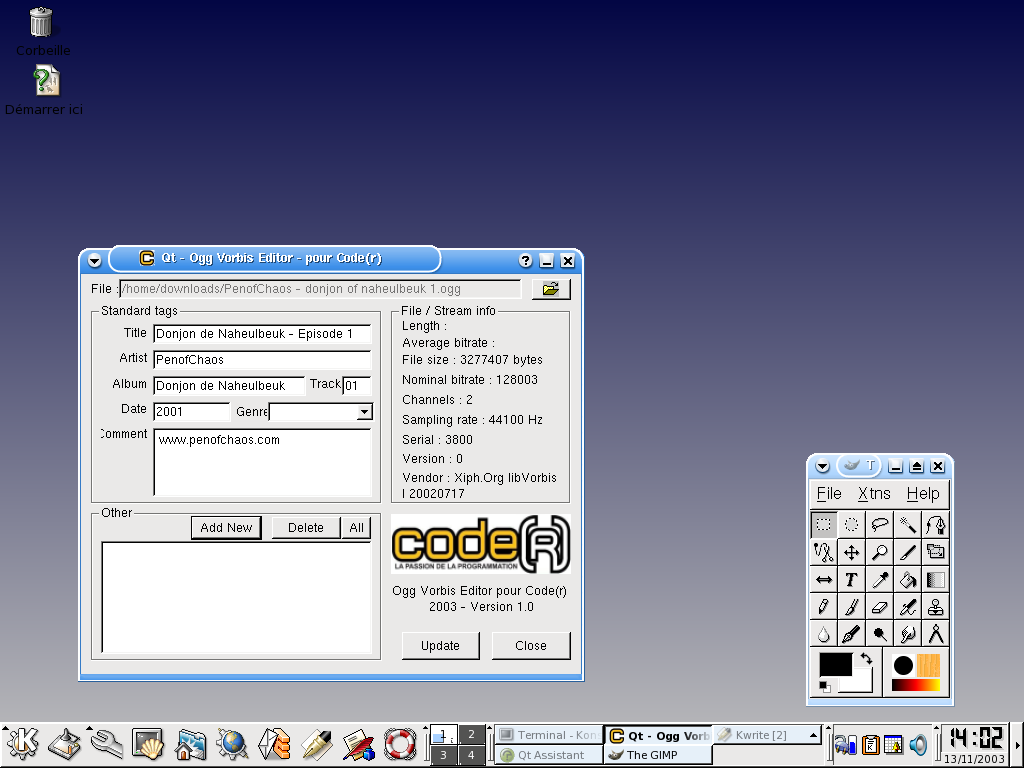 Corbeille
Démarrer ici
Qt - Ogg Vorbis Editor - pour Code(r)
File : /home/downloads/PenofChaos - donjon of naheulbeuk 1.ogg
Standard tags
Title Donjon de Naheulbeuk - Episode 1
Artist PenofChaos
Album Donjon de Naheulbeuk Track 01
Date 2001 Genre
Comment www.penofchaos.com
File / Stream info
Length :
Average bitrate :
File size : 3277407 bytes
Nominal bitrate : 128003
Channels : 2
Sampling rate : 44100 Hz
Serial : 3800
Version : 0
Vendor : Xiph.Org libVorbis
I 20020717
Other
Add New Delete All
code(R)
LA PASSION DE LA PROGRAMMATION
Ogg Vorbis Editor pour Code(r)
2003 - Version 1.0
Update Close
T
File Xtns Help
1 2
3 4
Terminal - Kons
Qt - Ogg Vorb
Kwrite [2]
Qt Assistant
The GIMP
14:02
13/11/2003